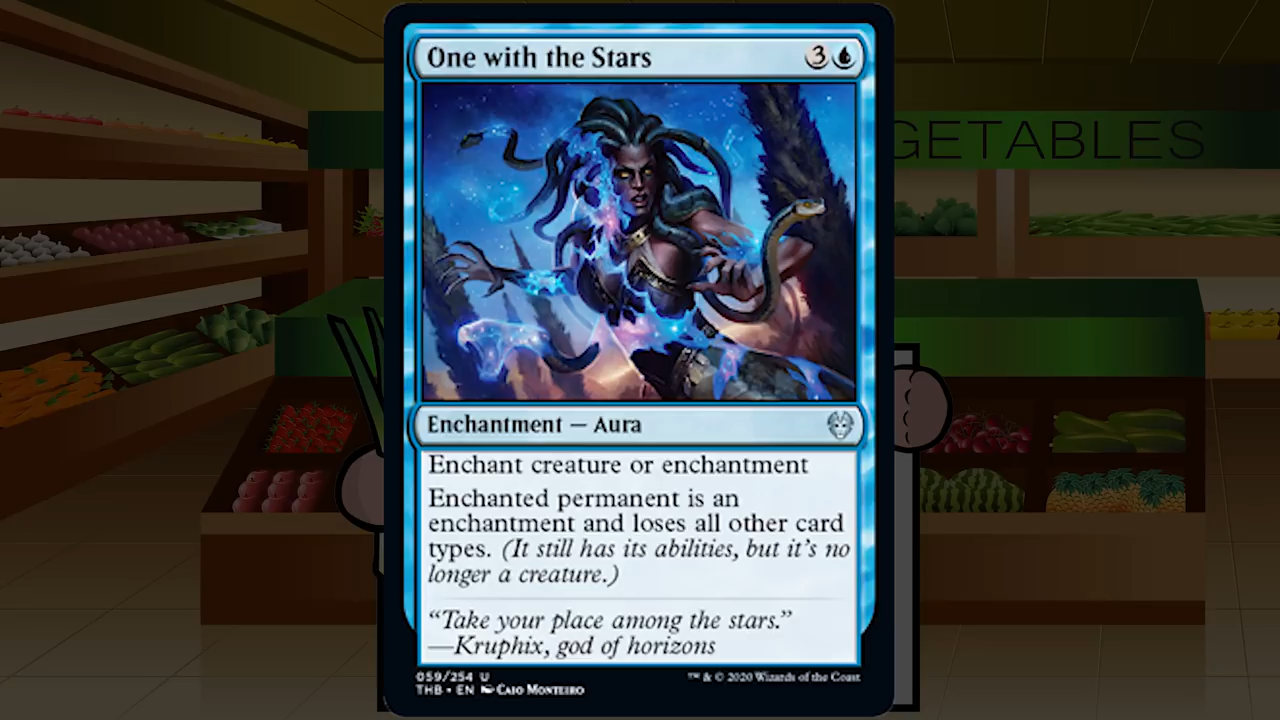 One with the Stars 3
GETABLES
Enchantment — Aura
Enchant creature or enchantment
Enchanted permanent is an
enchantment and loses all other card
types. (It still has its abilities, but it's no
longer a creature.)
“Take your place among the stars.”
—Kruphix, god of horizons
059/254 U
THB • EN Caio Monteiro
™ & © 2020 Wizards of the Coast